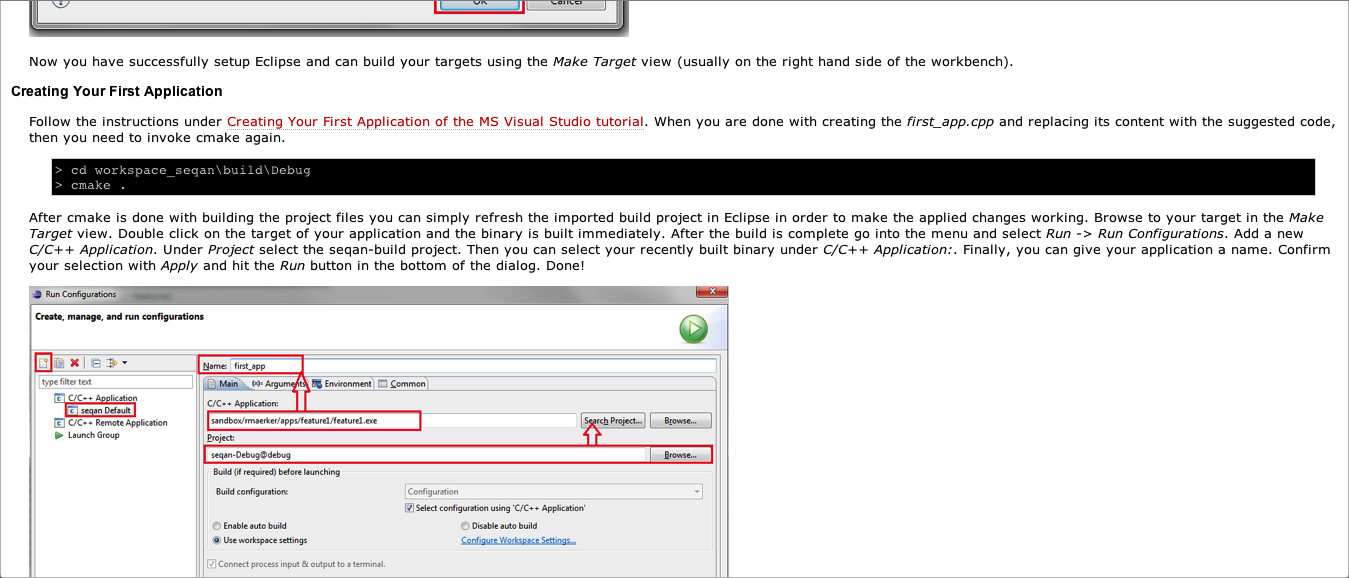 OK Cancel
Now you have successfully setup Eclipse and can build your targets using the Make Target view (usually on the right hand side of the workbench).
Creating Your First Application
Follow the instructions under Creating Your First Application of the MS Visual Studio tutorial. When you are done with creating the first_app.cpp and replacing its content with the suggested code,
then you need to invoke cmake again.
> cd workspace_seqan\build\Debug
> cmake .
After cmake is done with building the project files you can simply refresh the imported build project in Eclipse in order to make the applied changes working. Browse to your target in the Make
Target view. Double click on the target of your application and the binary is built immediately. After the build is complete go into the menu and select Run -> Run Configurations. Add a new
C/C++ Application. Under Project select the seqan-build project. Then you can select your recently built binary under C/C++ Application:. Finally, you can give your application a name. Confirm
your selection with Apply and hit the Run button in the bottom of the dialog. Done!
Run Configurations
Create, manage, and run configurations
Name: first_app
type filter text
Main Arguments Environment Common
C/C++ Application
C/C++ Application:
seqan Default
sandbox/rmaerker/apps/feature1/feature1.exe Search Project... Browse...
C/C++ Remote Application
Launch Group
Project:
seqan-Debug@debug Browse...
Build (if required) before launching
Build configuration: Configuration
Select configuration using 'C/C++ Application'
Enable auto build Disable auto build
Use workspace settings Configure Workspace Settings...
Connect process input & output to a terminal.